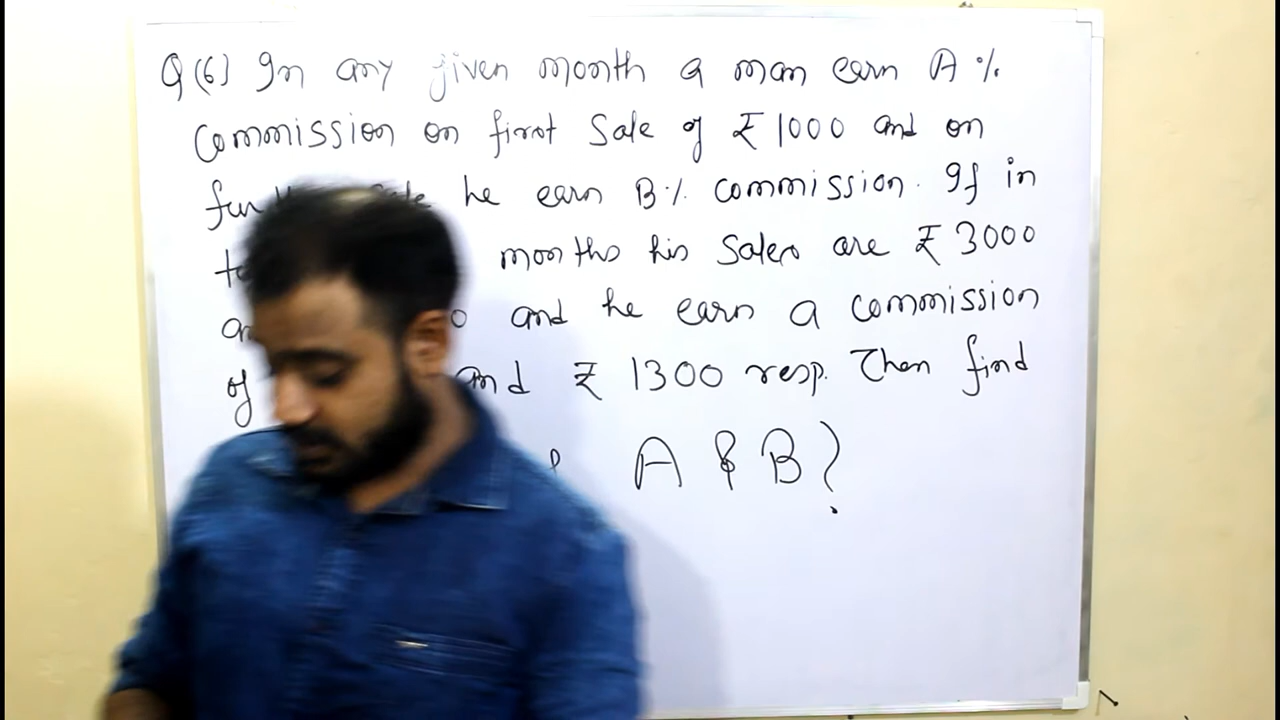 Q(6) In any given month a man earn A %
Commission on first Sale of ₹ 1000 and on
he earn B% commission. If in
months his Sales are ₹ 3000
and he earn a commission
of and ₹ 1300 resp. Then find
A & B?